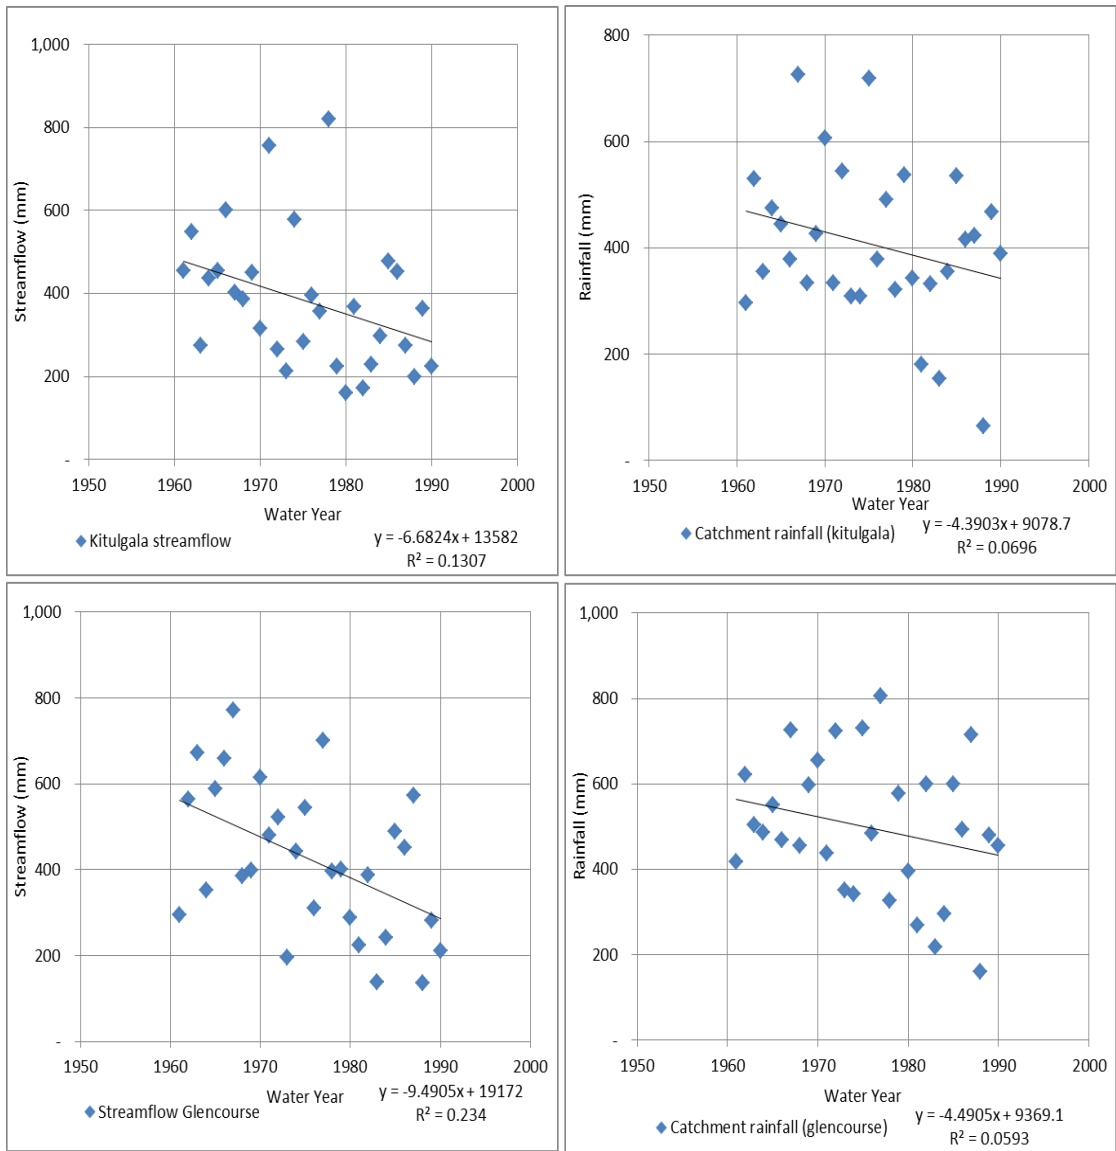 1,000
800
600
400
200
-
Streamflow (mm)
1950 1960 1970 1980 1990 2000
Water Year
Kitulgala streamflow
y = -6.6824x + 13582
R² = 0.1307
800
600
400
200
-
Rainfall (mm)
1950 1960 1970 1980 1990 2000
Water Year
Catchment rainfall (kitulgala)
y = -4.3903x + 9078.7
R² = 0.0696
1,000
800
600
400
200
-
Streamflow (mm)
1950 1960 1970 1980 1990 2000
Water Year
Streamflow Glencourse
y = -9.4905x + 19172
R² = 0.234
1,000
800
600
400
200
-
Rainfall (mm)
1950 1960 1970 1980 1990 2000
Water Year
Catchment rainfall (glencourse)
y = -4.4905x + 9369.1
R² = 0.0593